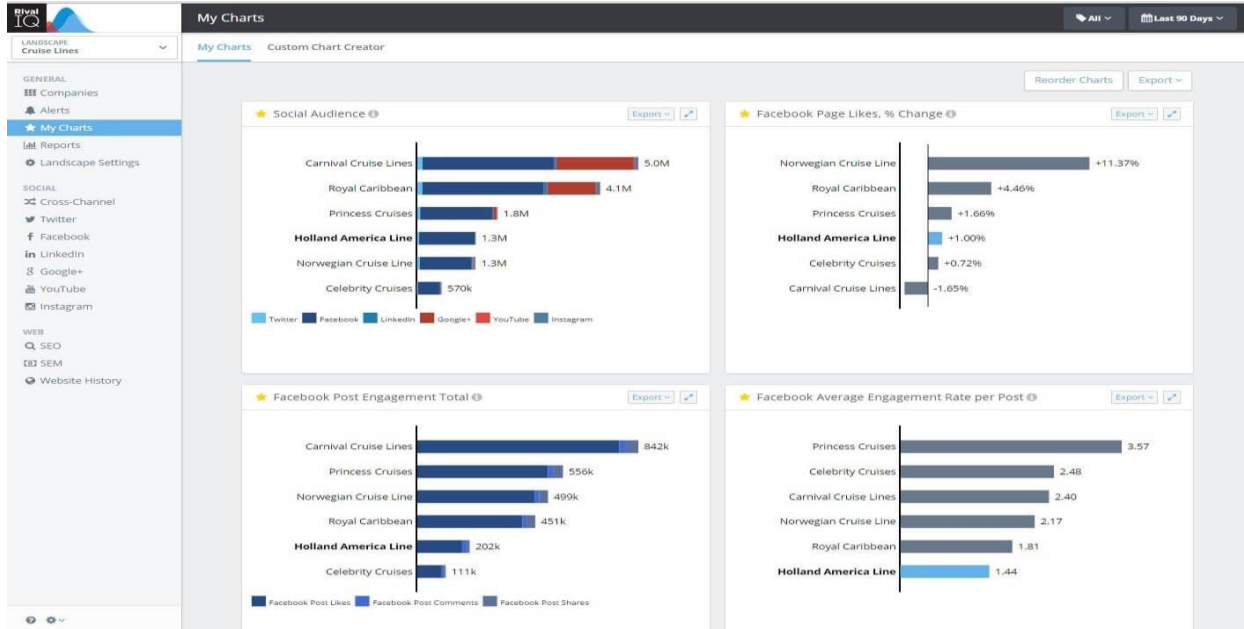 Rival
IQ
My Charts
All
Last 90 Days
LANDSCAPE
Cruise Lines
My Charts Custom Chart Creator
GENERAL
Companies
Alerts
My Charts
Reports
Landscape Settings
SOCIAL
Cross-Channel
Twitter
Facebook
in LinkedIn
Google+
YouTube
Instagram
WEB
SEO
SEM
Website History
Reorder Charts Export
Social Audience Export
Carnival Cruise Lines 5.0M
Royal Caribbean 4.1M
Princess Cruises 1.8M
Holland America Line 1.3M
Norwegian Cruise Line 1.3M
Celebrity Cruises 570k
Twitter Facebook LinkedIn Google+ YouTube Instagram
Facebook Page Likes, % Change Export
Norwegian Cruise Line +11.37%
Royal Caribbean +4.46%
Princess Cruises +1.66%
Holland America Line +1.00%
Celebrity Cruises +0.72%
Carnival Cruise Lines -1.65%
Facebook Post Engagement Total Export
Carnival Cruise Lines 842k
Princess Cruises 556k
Norwegian Cruise Line 499k
Royal Caribbean 451k
Holland America Line 202k
Celebrity Cruises 111k
Facebook Post Likes Facebook Post Comments Facebook Post Shares
Facebook Average Engagement Rate per Post Export
Princess Cruises 3.57
Celebrity Cruises 2.48
Carnival Cruise Lines 2.40
Norwegian Cruise Line 2.17
Royal Caribbean 1.81
Holland America Line 1.44